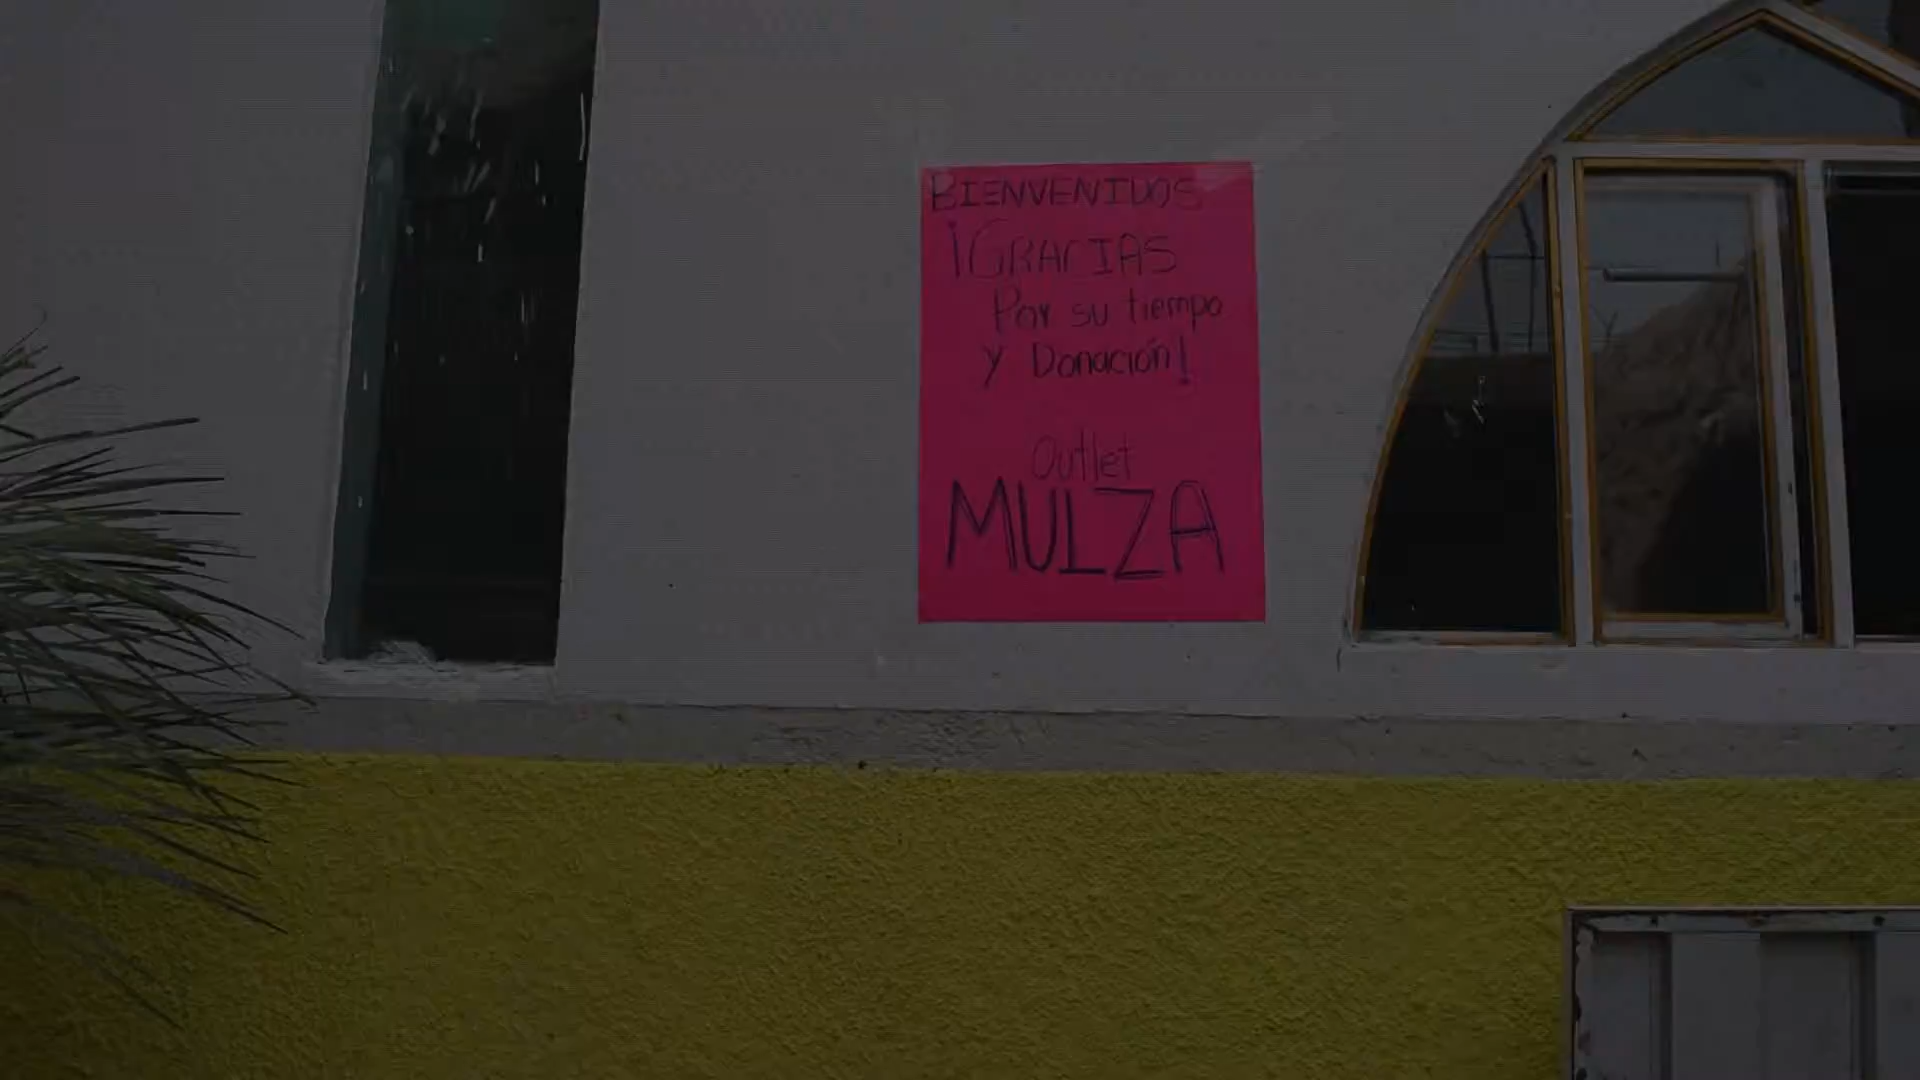 BIENVENIDOS
¡GRACIAS
Por su tiempo
y Donación!
Outlet
MULZA